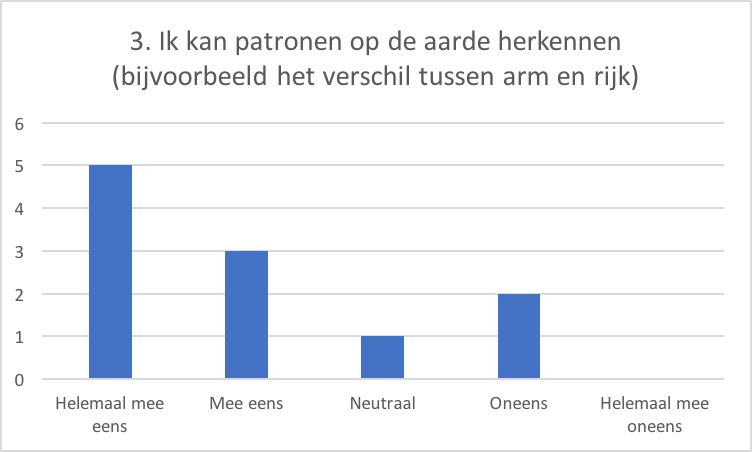 3. Ik kan patronen op de aarde herkennen
(bijvoorbeeld het verschil tussen arm en rijk)
6
5
4
3
2
1
0
Helemaal mee
eens
Mee eens
Neutraal
Oneens
Helemaal mee
oneens